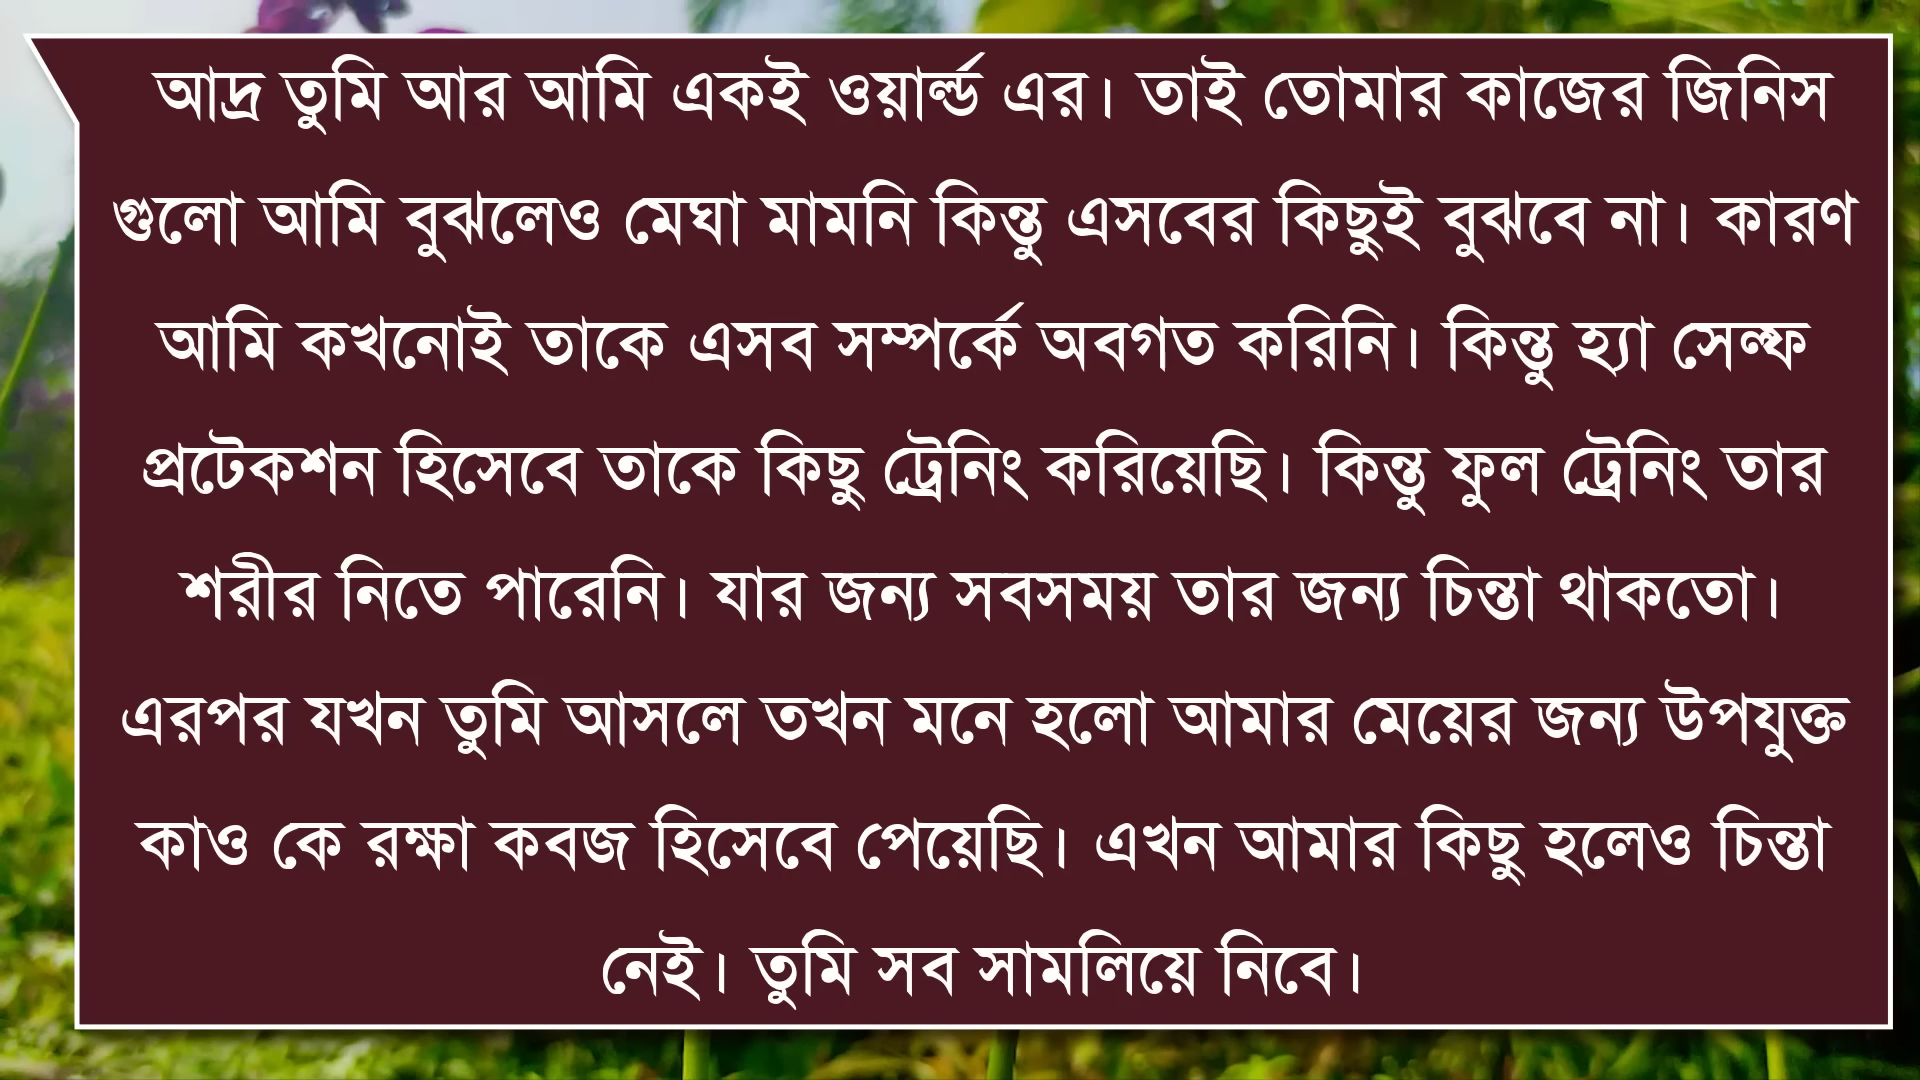 আদ্র তুমি আর আমি একই ওয়ার্ল্ড এর। তাই তোমার কাজের জিনিস
গুলো আমি বুঝলেও মেঘা মামনি কিন্তু এসবের কিছুই বুঝবে না। কারণ
আমি কখনোই তাকে এসব সম্পর্কে অবগত করিনি। কিন্তু হ্যা সেল্ফ
প্রটেকশন হিসেবে তাকে কিছু ট্রেনিং করিয়েছি। কিন্তু ফুল ট্রেনিং তার
শরীর নিতে পারেনি। যার জন্য সবসময় তার জন্য চিন্তা থাকতো।
এরপর যখন তুমি আসলে তখন মনে হলো আমার মেয়ের জন্য উপযুক্ত
কাও কে রক্ষা কবজ হিসেবে পেয়েছি। এখন আমার কিছু হলেও চিন্তা
নেই। তুমি সব সামলিয়ে নিবে।